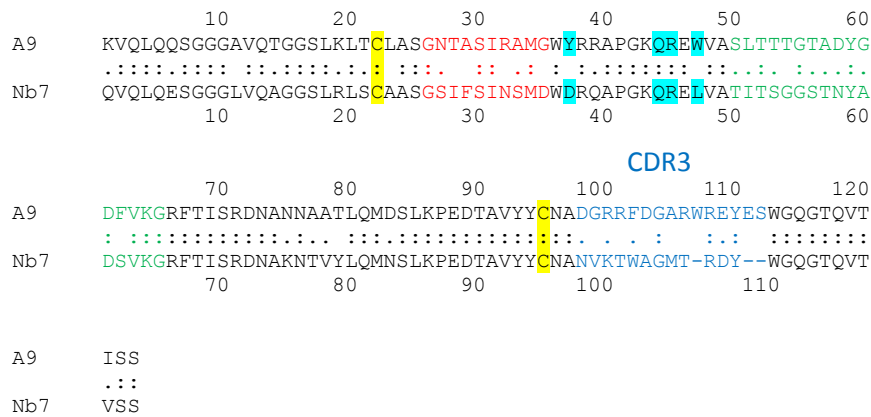 10 20 30 40 50 60
A9 KVQLQQSGGGAVQTGGSLKLTCLASGNTASIRAMGWYRRAPGKQREWVASLTTTGTADYG
.::::.::::.::.::::.:.: :::.  :: .: : :.:::::::.::..:. :...:.
Nb7 QVQLQESGGGLVQAGGSLRLSCAASGSIFSINSMDWDRQAPGKQRELVATITSGGSTNYA
10 20 30 40 50 60
CDR3
70 80 90 100 110 120
A9 DFVKGRFTISRDNANNAATLQMDSLKPEDTAVYYCNADGRRFDGARWREYESWGQGTQVT
: ::::::::::::.:.. :::.:::::::::::::: . . . :   :.:  ::::::::
Nb7 DSVKGRFTISRDNAKNTVYLQMNSLKPEDTAVYYCNANVKTWAGMT-RDY--WGQGTQVT
70 80 90 100 110
A9 ISS
.::
Nb7 VSS